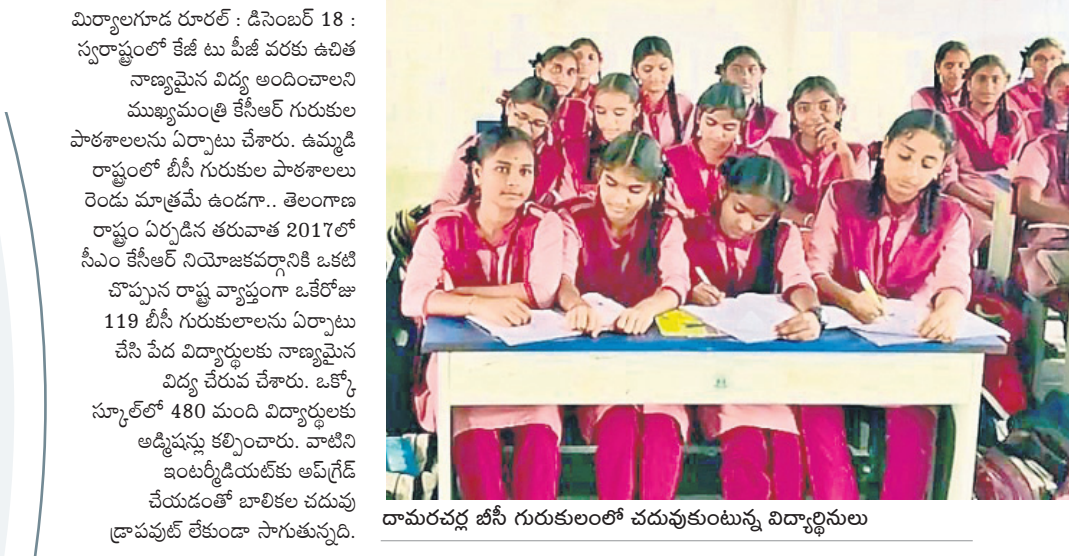 మిర్యాలగూడ రూరల్ : డిసెంబర్ 18 :
స్వరాష్ట్రంలో కేజీ టు పీజీ వరకు ఉచిత
నాణ్యమైన విద్య అందించాలని
ముఖ్యమంత్రి కేసీఆర్ గురుకుల
పాఠశాలలను ఏర్పాటు చేశారు. ఉమ్మడి
రాష్ట్రంలో బీసీ గురుకుల పాఠశాలలు
రెండు మాత్రమే ఉండగా.. తెలంగాణ
రాష్ట్రం ఏర్పడిన తరువాత 2017లో
సీఎం కేసీఆర్ నియోజకవర్గానికి ఒకటి
చొప్పున రాష్ట్ర వ్యాప్తంగా ఒకేరోజు
119 బీసీ గురుకులాలను ఏర్పాటు
చేసి పేద విద్యార్థులకు నాణ్యమైన
విద్య చేరువ చేశారు. ఒక్కో
స్కూల్‌లో 480 మంది విద్యార్థులకు
అడ్మిషన్లు కల్పించారు. వాటిని
ఇంటర్మీడియట్‌కు అప్‌గ్రేడ్
చేయడంతో బాలికల చదువు
డ్రాపవుట్ లేకుండా సాగుతున్నది.
దామరచర్ల బీసీ గురుకులంలో చదువుకుంటున్న విద్యార్థినులు